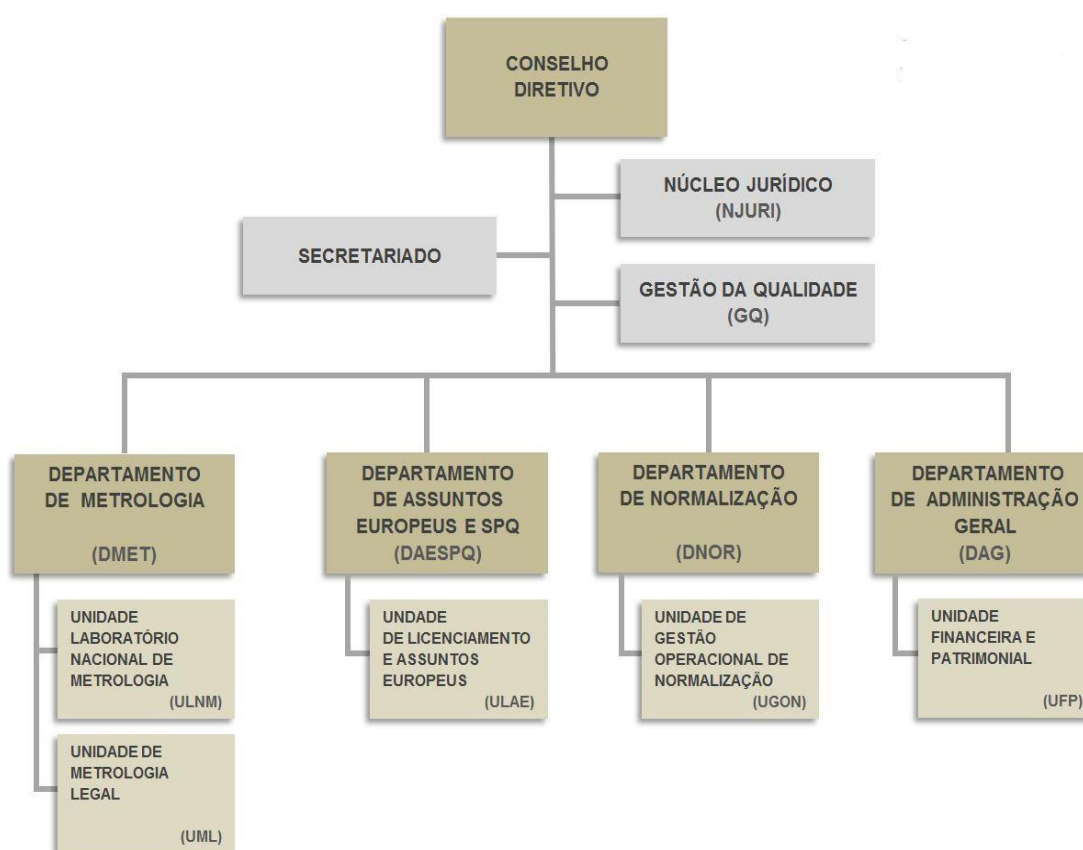 CONSELHO
DIRETIVO
NÚCLEO JURÍDICO
(NJURI)
SECRETARIADO
GESTÃO DA QUALIDADE
(GQ)
DEPARTAMENTO
DE METROLOGIA
(DMET)
DEPARTAMENTO
DE ASSUNTOS
EUROPEUS E SPQ
(DAESPQ)
DEPARTAMENTO
DE NORMALIZAÇÃO
(DNOR)
DEPARTAMENTO
DE ADMINISTRAÇÃO
GERAL
(DAG)
UNIDADE
LABORATÓRIO
NACIONAL DE
METROLOGIA
(ULNM)
UNDADE
DE LICENCIAMENTO
E ASSUNTOS
EUROPEUS
(ULAE)
UNIDADE DE
GESTÃO
OPERACIONAL DE
NORMALIZAÇÃO
(UGON)
UNIDADE
FINANCEIRA E
PATRIMONIAL
(UFP)
UNIDADE DE
METROLOGIA
LEGAL
(UML)